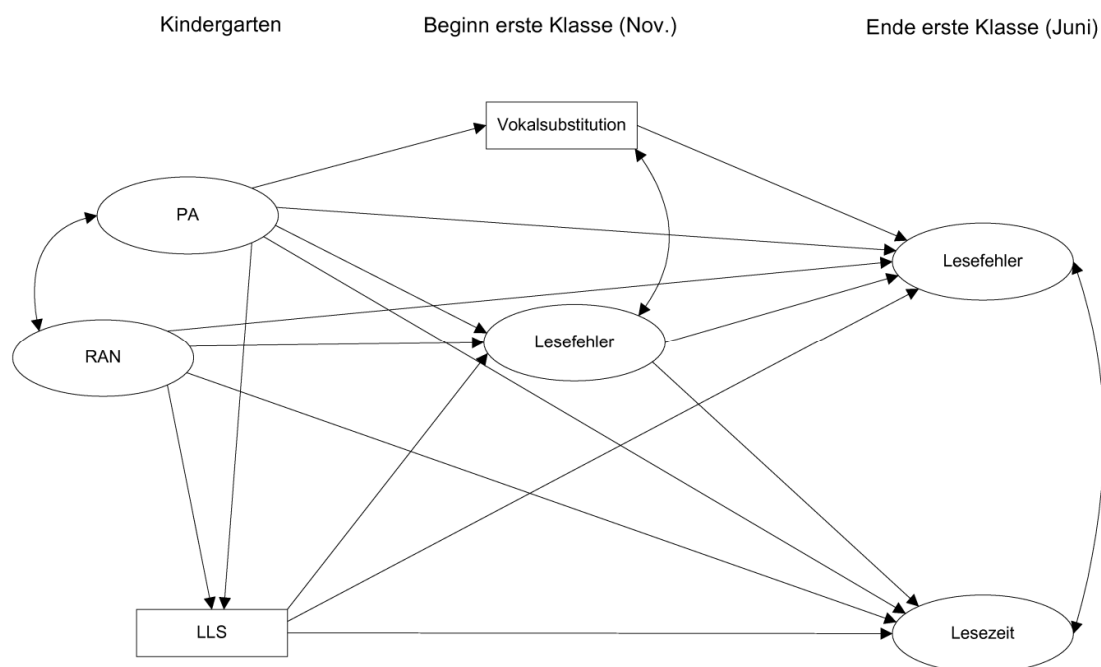 Kindergarten
Beginn erste Klasse (Nov.)
Ende erste Klasse (Juni)
Vokalsubstitution
PA
Lesefehler
Lesefehler
RAN
LLS
Lesezeit